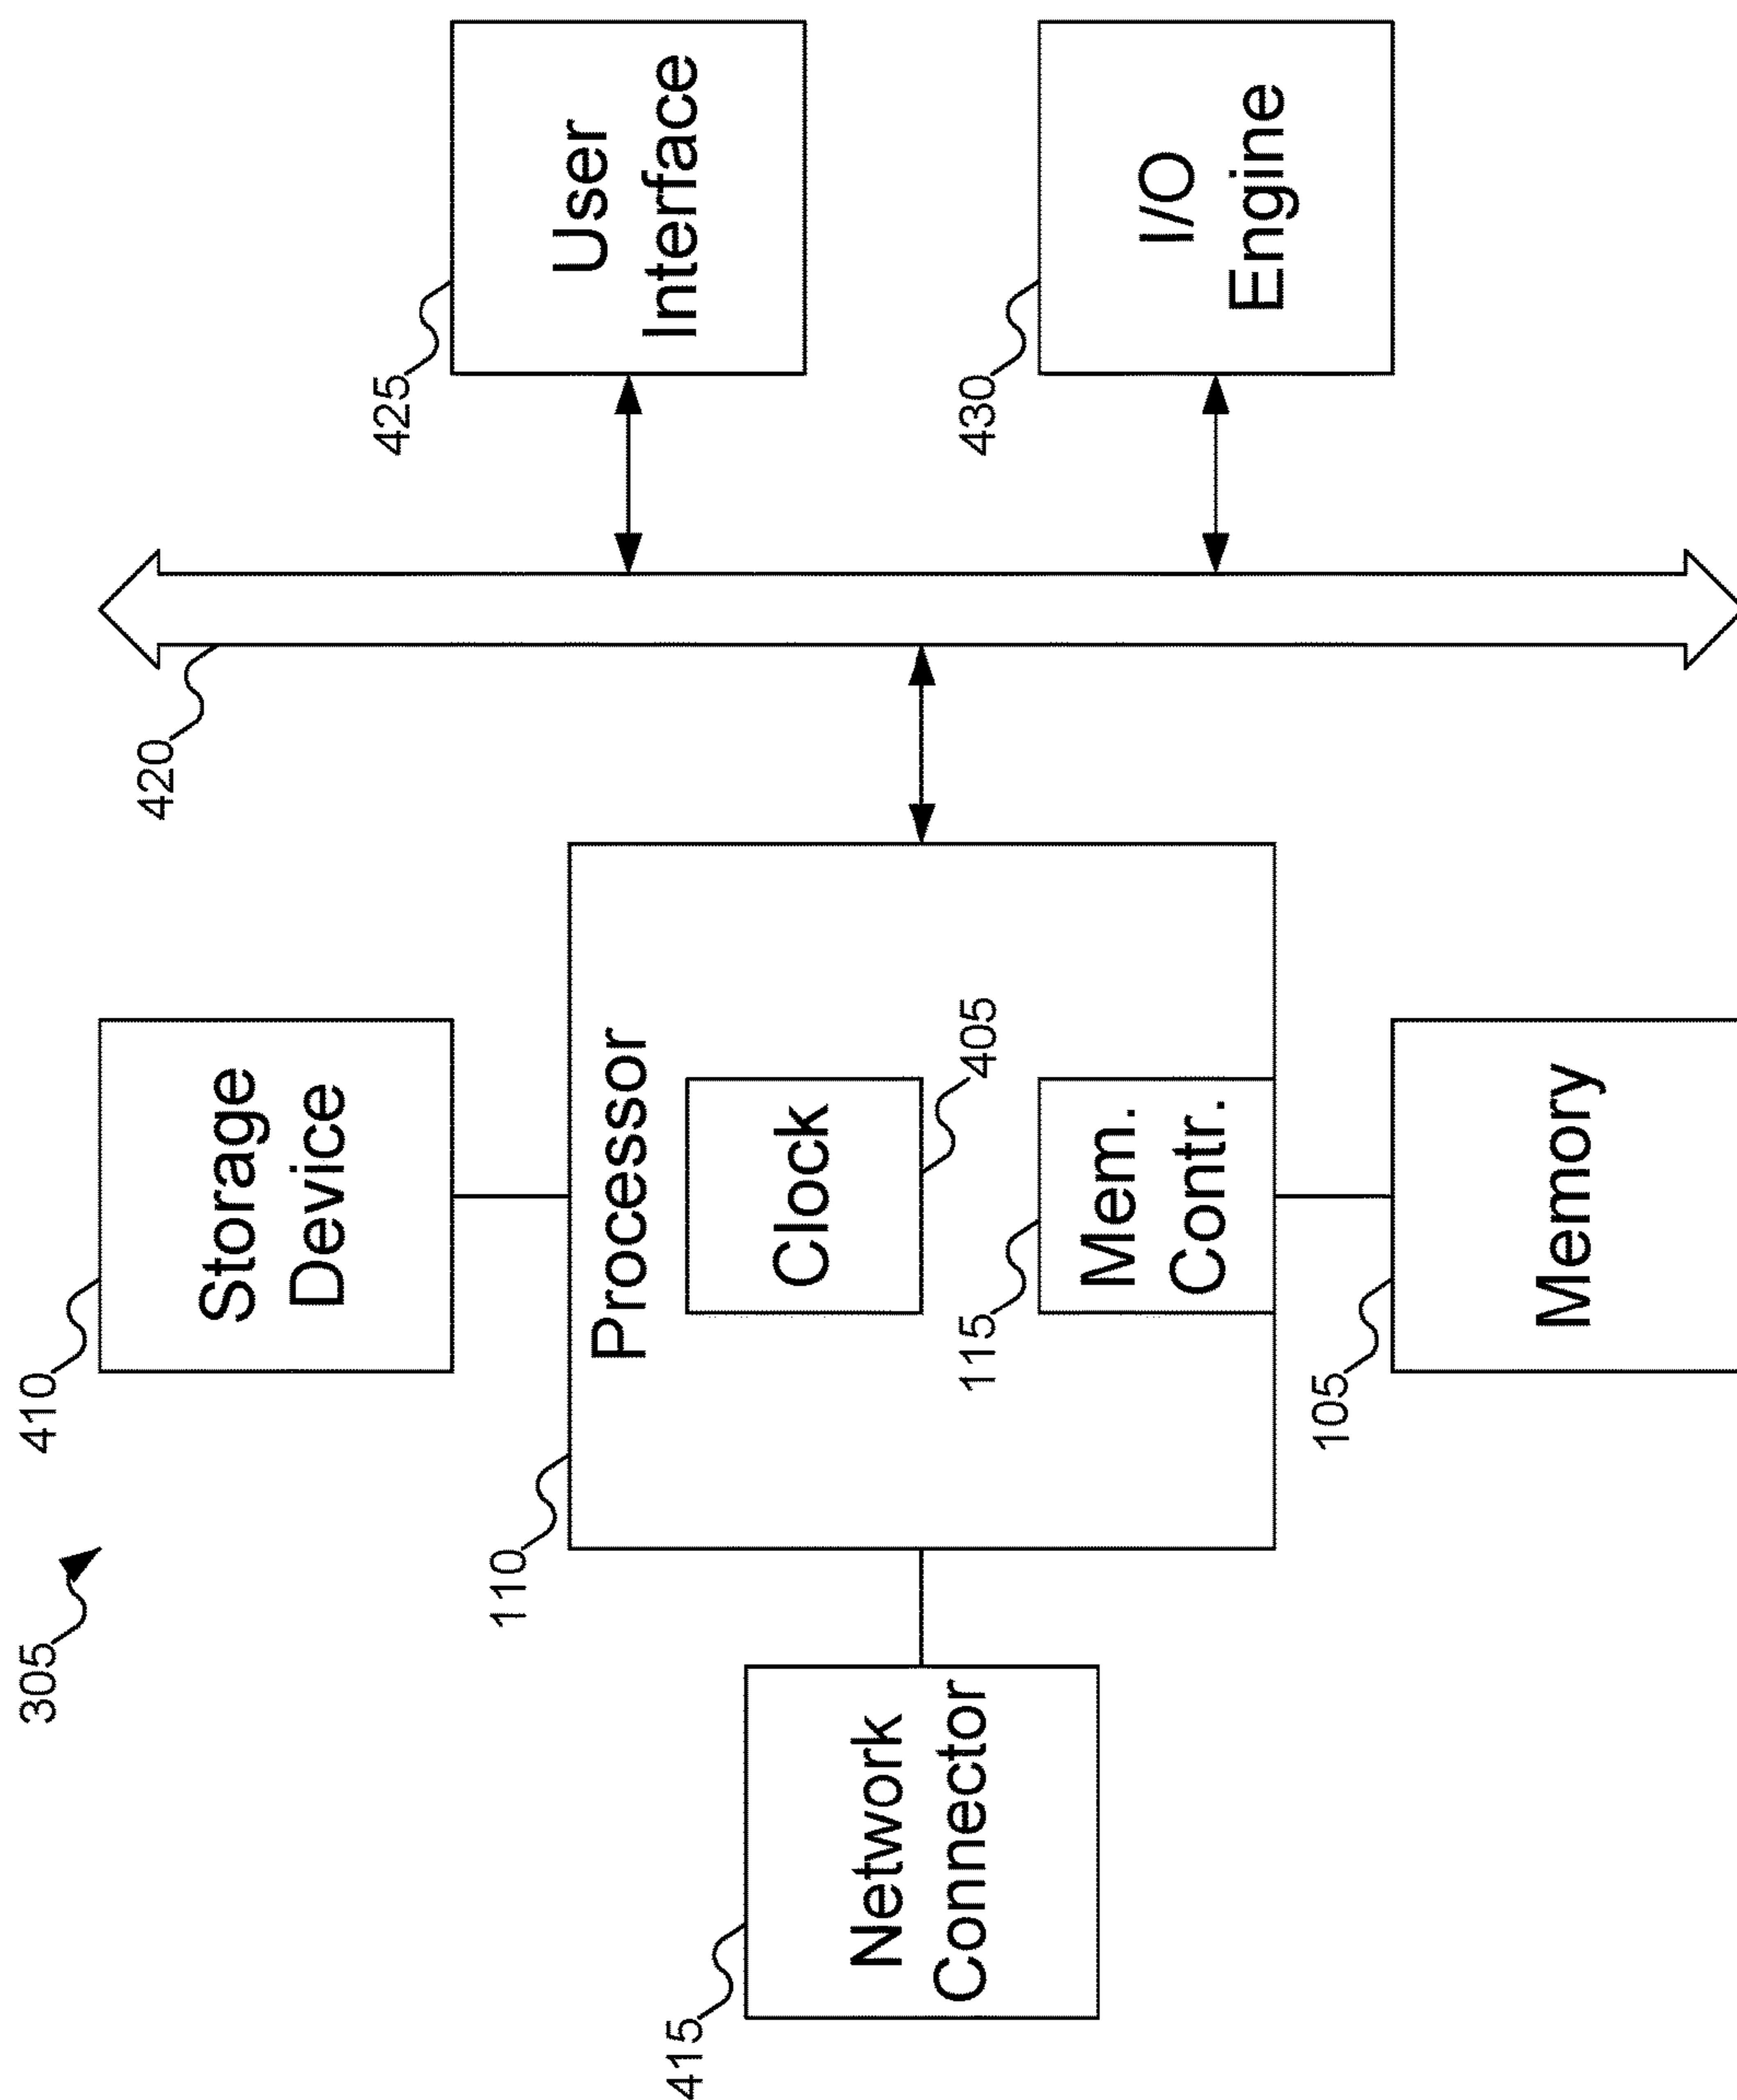 305
410
Storage
Device
420
425
User
Interface
110
Processor
415
Network
Connector
Clock
405
115
Mem.
Contr.
430
I/O
Engine
105
Memory